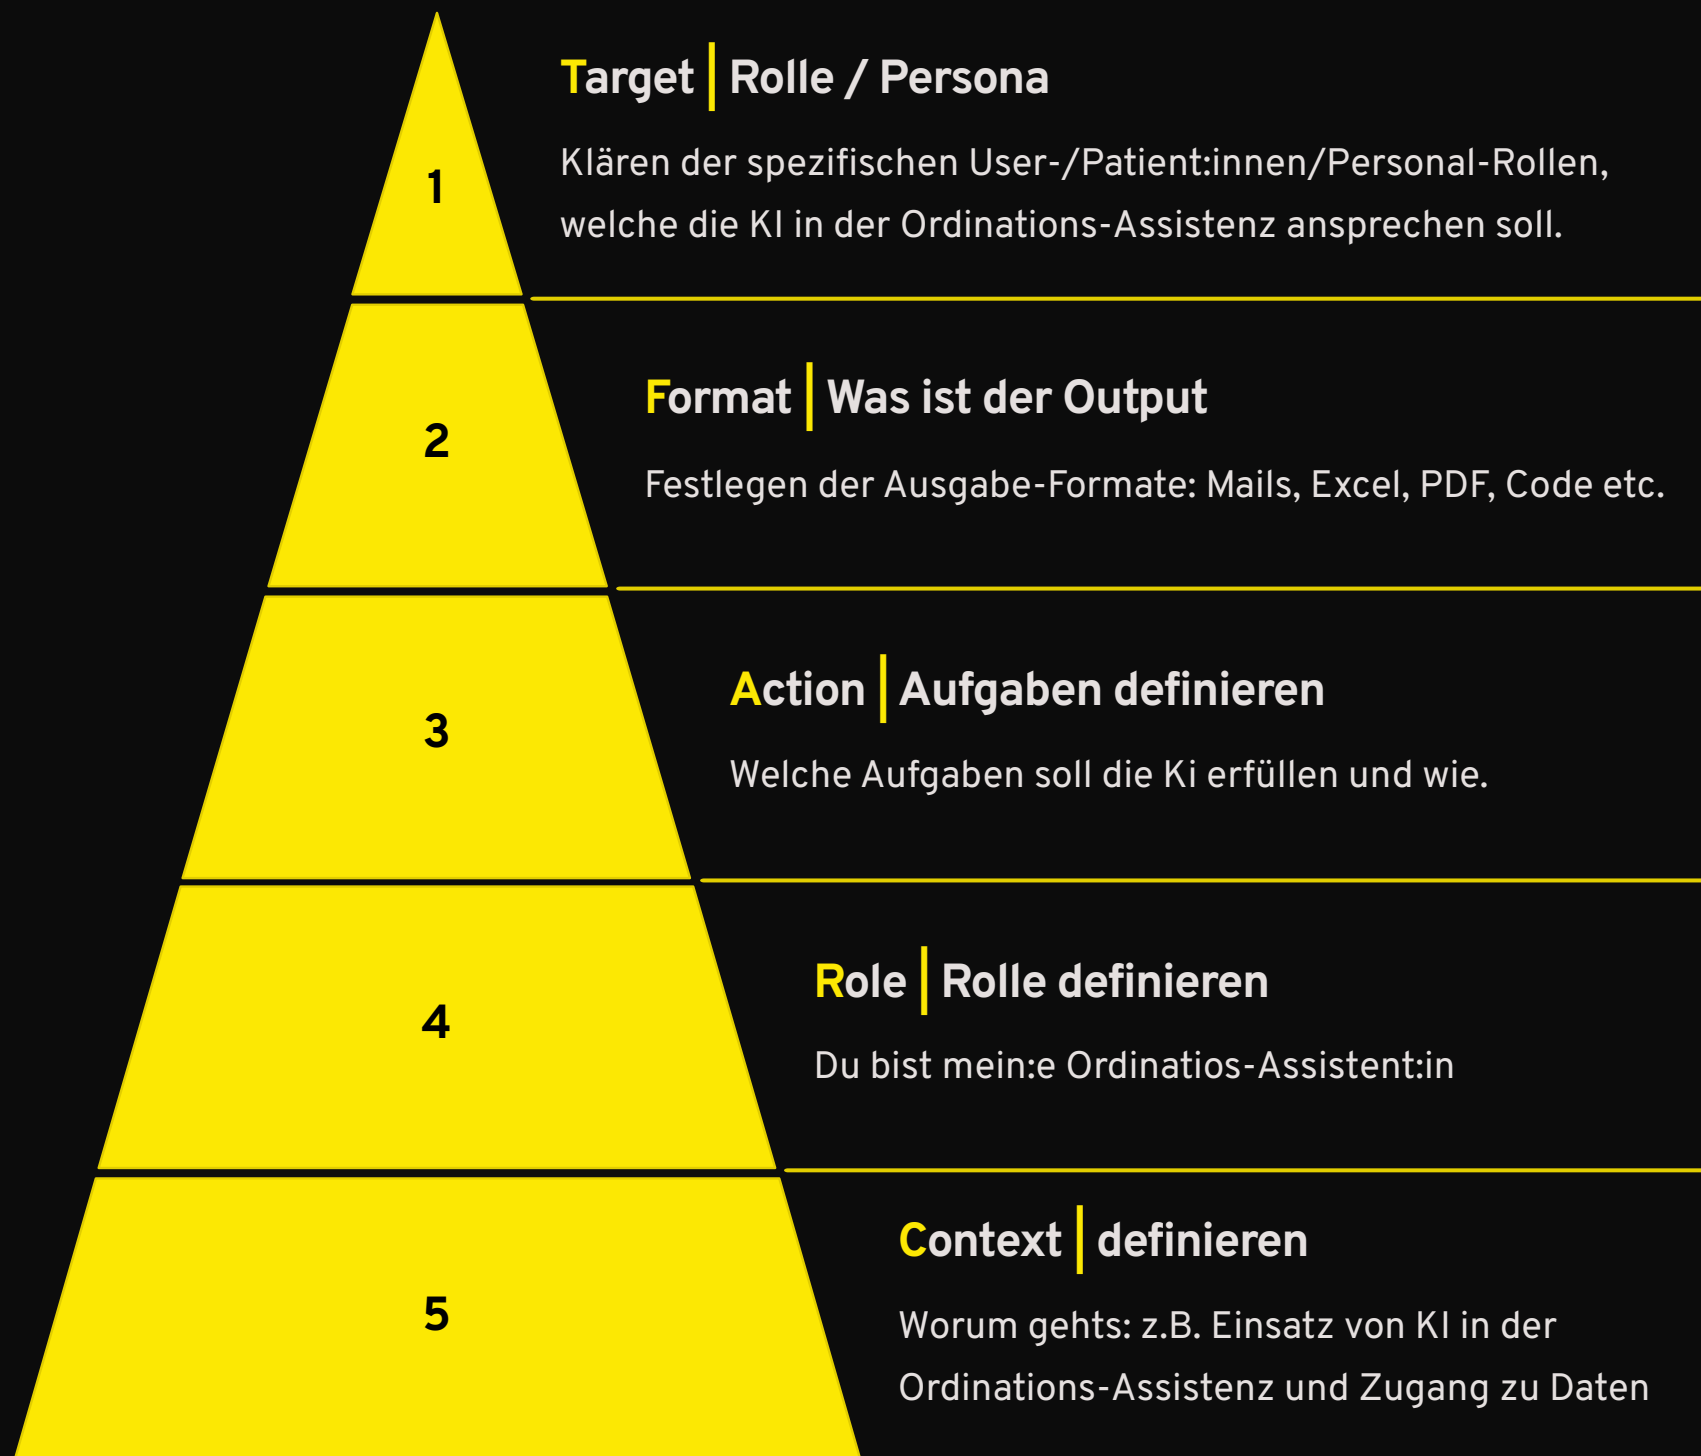 1
Target | Rolle / Persona
Klären der spezifischen User-/Patient:innen/Personal-Rollen,
welche die KI in der Ordinations-Assistenz ansprechen soll.
2
Format | Was ist der Output
Festlegen der Ausgabe-Formate: Mails, Excel, PDF, Code etc.
3
Action | Aufgaben definieren
Welche Aufgaben soll die Ki erfüllen und wie.
4
Role | Rolle definieren
Du bist mein:e Ordinatios-Assistent:in
5
Context | definieren
Worum gehts: z.B. Einsatz von KI in der
Ordinations-Assistenz und Zugang zu Daten